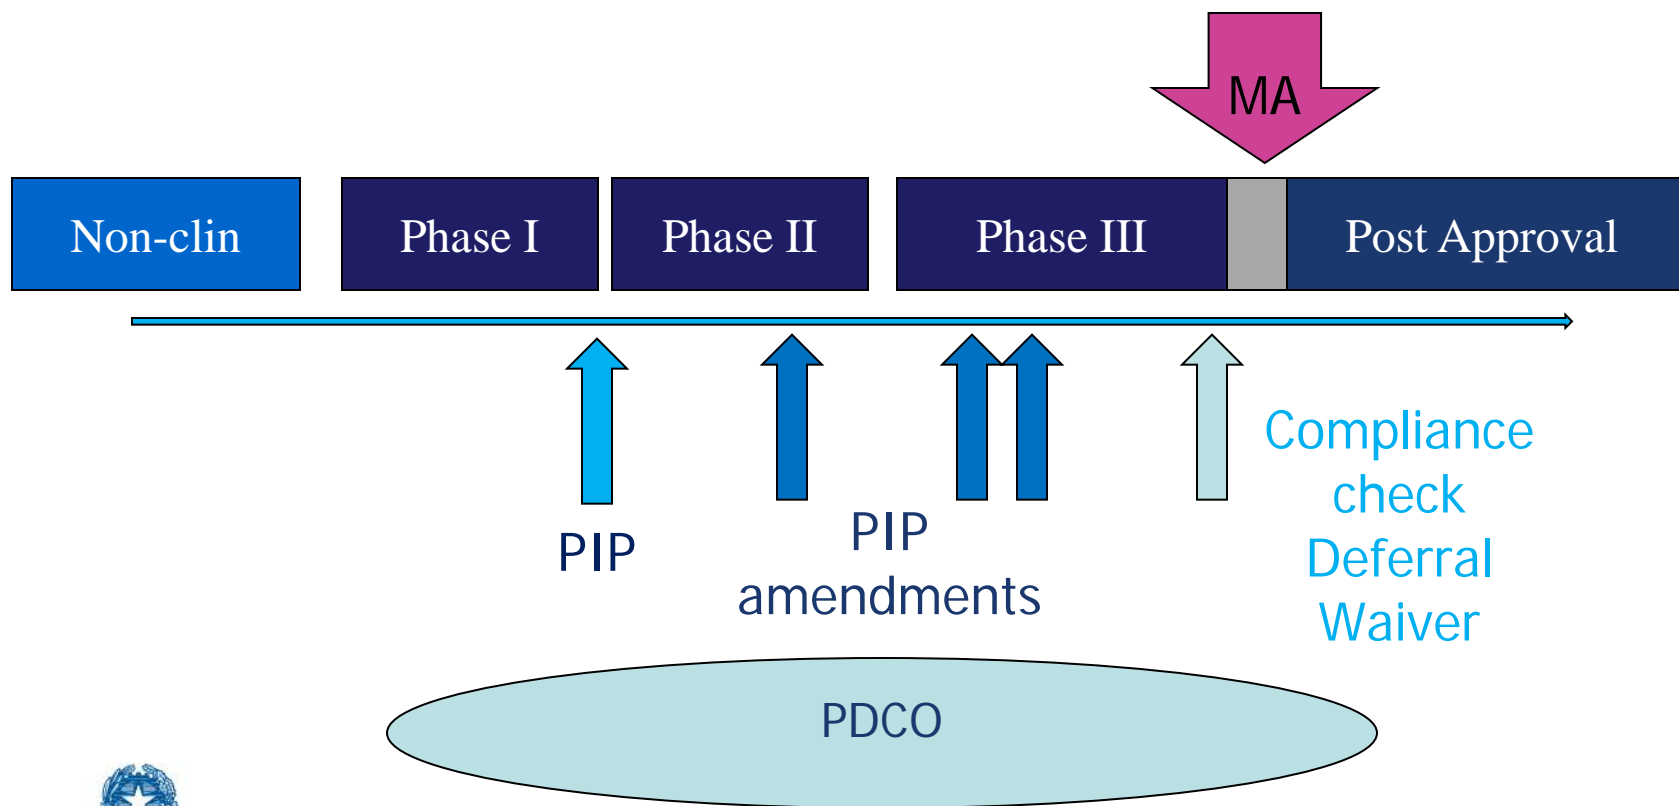 MA
Non-clin
Phase I
Phase II
Phase III
Post Approval
PIP
PIP
amendments
Compliance
check
Deferral
Waiver
PDCO